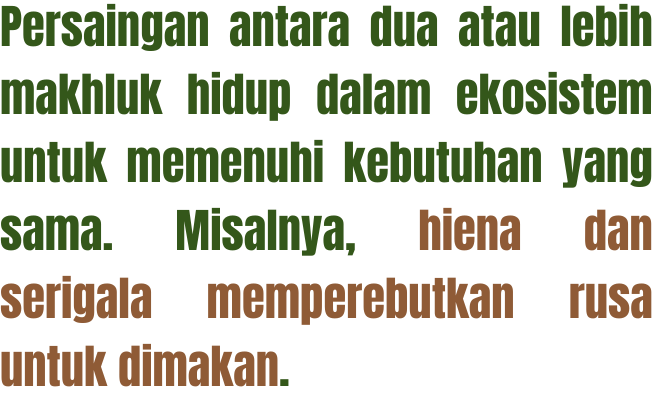 Persaingan antara dua atau lebih
makhluk hidup dalam ekosistem
untuk memenuhi kebutuhan yang
sama. Misalnya, hiena dan
serigala memperebutkan rusa
untuk dimakan.